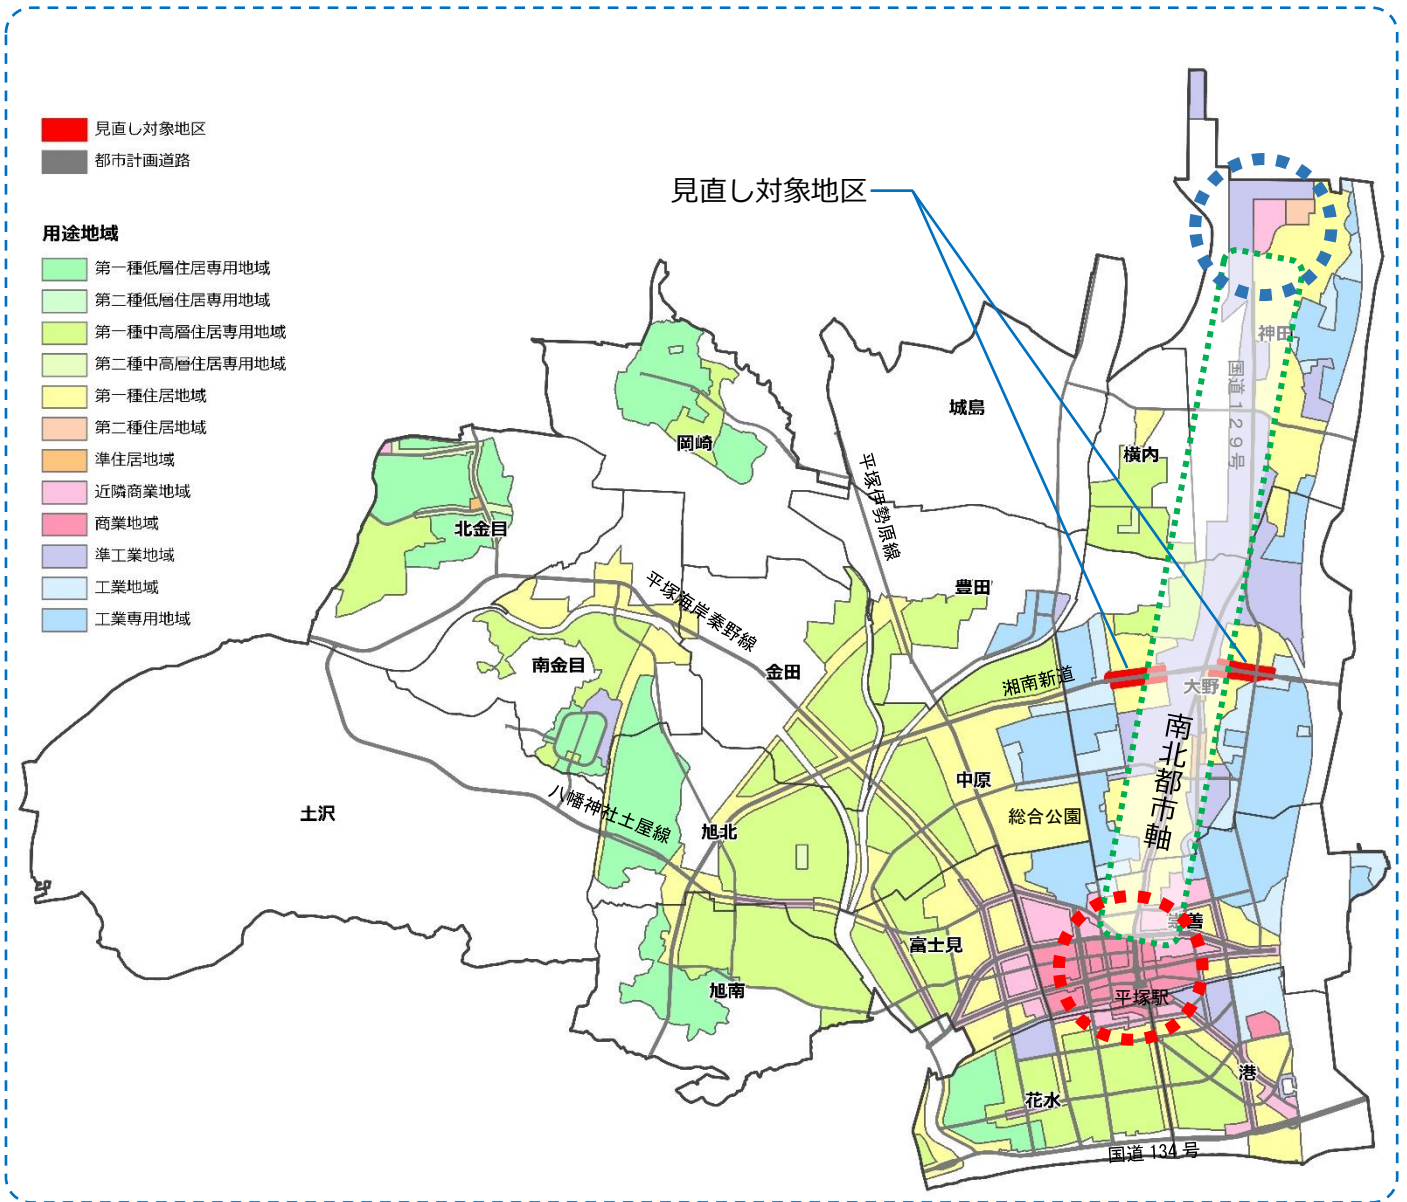 見直し対象地区
都市計画道路
用途地域
第一種低層住居専用地域
第二種低層住居専用地域
第一種中高層住居専用地域
第二種中高層住居専用地域
第一種住居地域
第二種住居地域
準住居地域
近隣商業地域
商業地域
準工業地域
工業地域
工業専用地域
見直し対象地区
神田
国道129号
城島
横内
岡崎
平塚伊勢原線
北金目
平塚海岸秦野線
豊田
南金目
金田
湘南新道
大野
南北都市軸
中原
総合公園
土沢
八幡神社土屋線
旭北
崇善
富士見
旭南
平塚駅
港
花水
国道134号